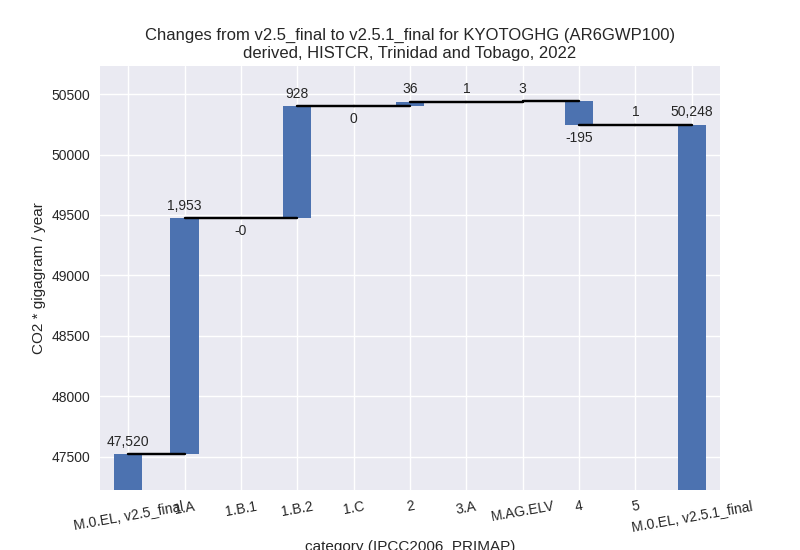 Changes from v2.5_final to v2.5.1_final for KYOTOGHG (AR6GWP100)
derived, HISTCR, Trinidad and Tobago, 2022
CO2 * gigagram / year
50500
50000
49500
49000
48500
48000
47500
47,520
1,953
-0
928
0
36
1
3
-195
1
50,248
M.0.EL, v2.5_final
1.A
1.B.1
1.B.2
1.C
2
3.A
M.AG.ELV
4
5
M.0.EL, v2.5.1_final
category (IPCC2006_PRIMAP)